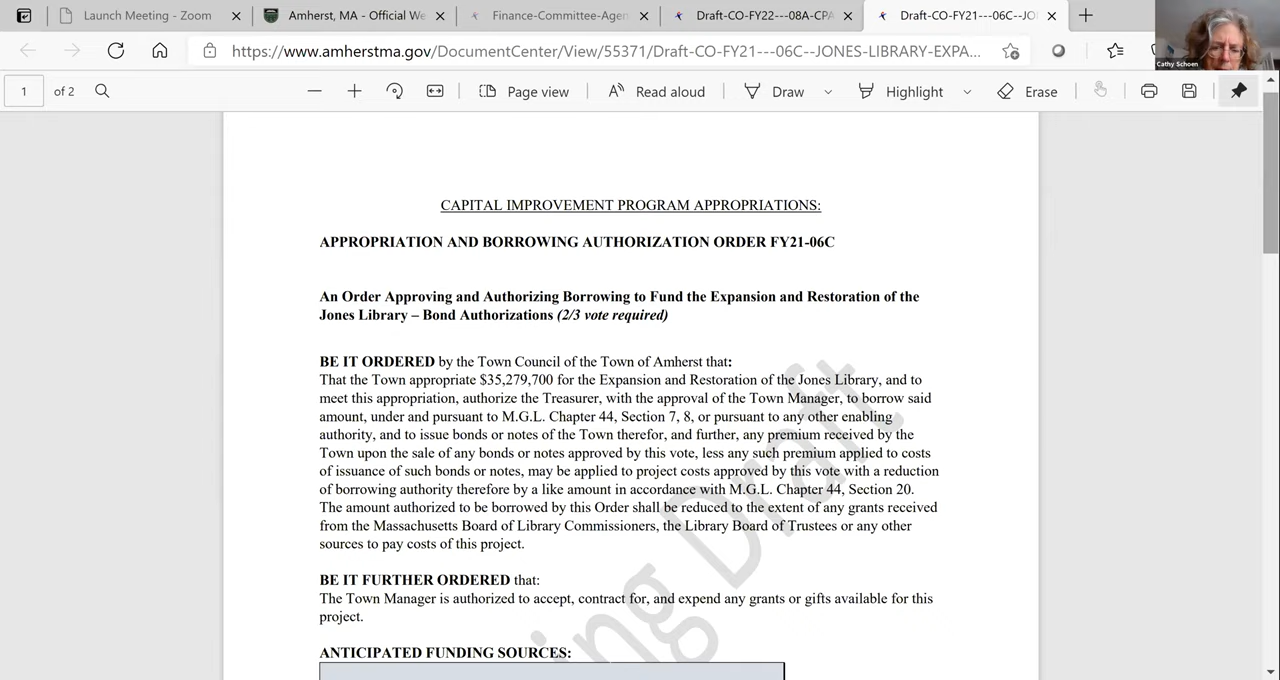 Launch Meeting - Zoom
Amherst, MA - Official We
Finance-Committee-Agen
Draft-CO-FY22---08A-CPA
Draft-CO-FY21---06C--JO
https://www.amherstma.gov/DocumentCenter/View/55371/Draft-CO-FY21---06C--JONES-LIBRARY-EXPA...
Cathy Schoen
1 of 2
Page view
Read aloud
Draw
Highlight
Erase
CAPITAL IMPROVEMENT PROGRAM APPROPRIATIONS:
APPROPRIATION AND BORROWING AUTHORIZATION ORDER FY21-06C
An Order Approving and Authorizing Borrowing to Fund the Expansion and Restoration of the
Jones Library – Bond Authorizations (2/3 vote required)
BE IT ORDERED by the Town Council of the Town of Amherst that:
That the Town appropriate $35,279,700 for the Expansion and Restoration of the Jones Library, and to
meet this appropriation, authorize the Treasurer, with the approval of the Town Manager, to borrow said
amount, under and pursuant to M.G.L. Chapter 44, Section 7, 8, or pursuant to any other enabling
authority, and to issue bonds or notes of the Town therefor, and further, any premium received by the
Town upon the sale of any bonds or notes approved by this vote, less any such premium applied to costs
of issuance of such bonds or notes, may be applied to project costs approved by this vote with a reduction
of borrowing authority therefore by a like amount in accordance with M.G.L. Chapter 44, Section 20.
The amount authorized to be borrowed by this Order shall be reduced to the extent of any grants received
from the Massachusetts Board of Library Commissioners, the Library Board of Trustees or any other
sources to pay costs of this project.
BE IT FURTHER ORDERED that:
The Town Manager is authorized to accept, contract for, and expend any grants or gifts available for this
project.
ANTICIPATED FUNDING SOURCES:
ing Draft